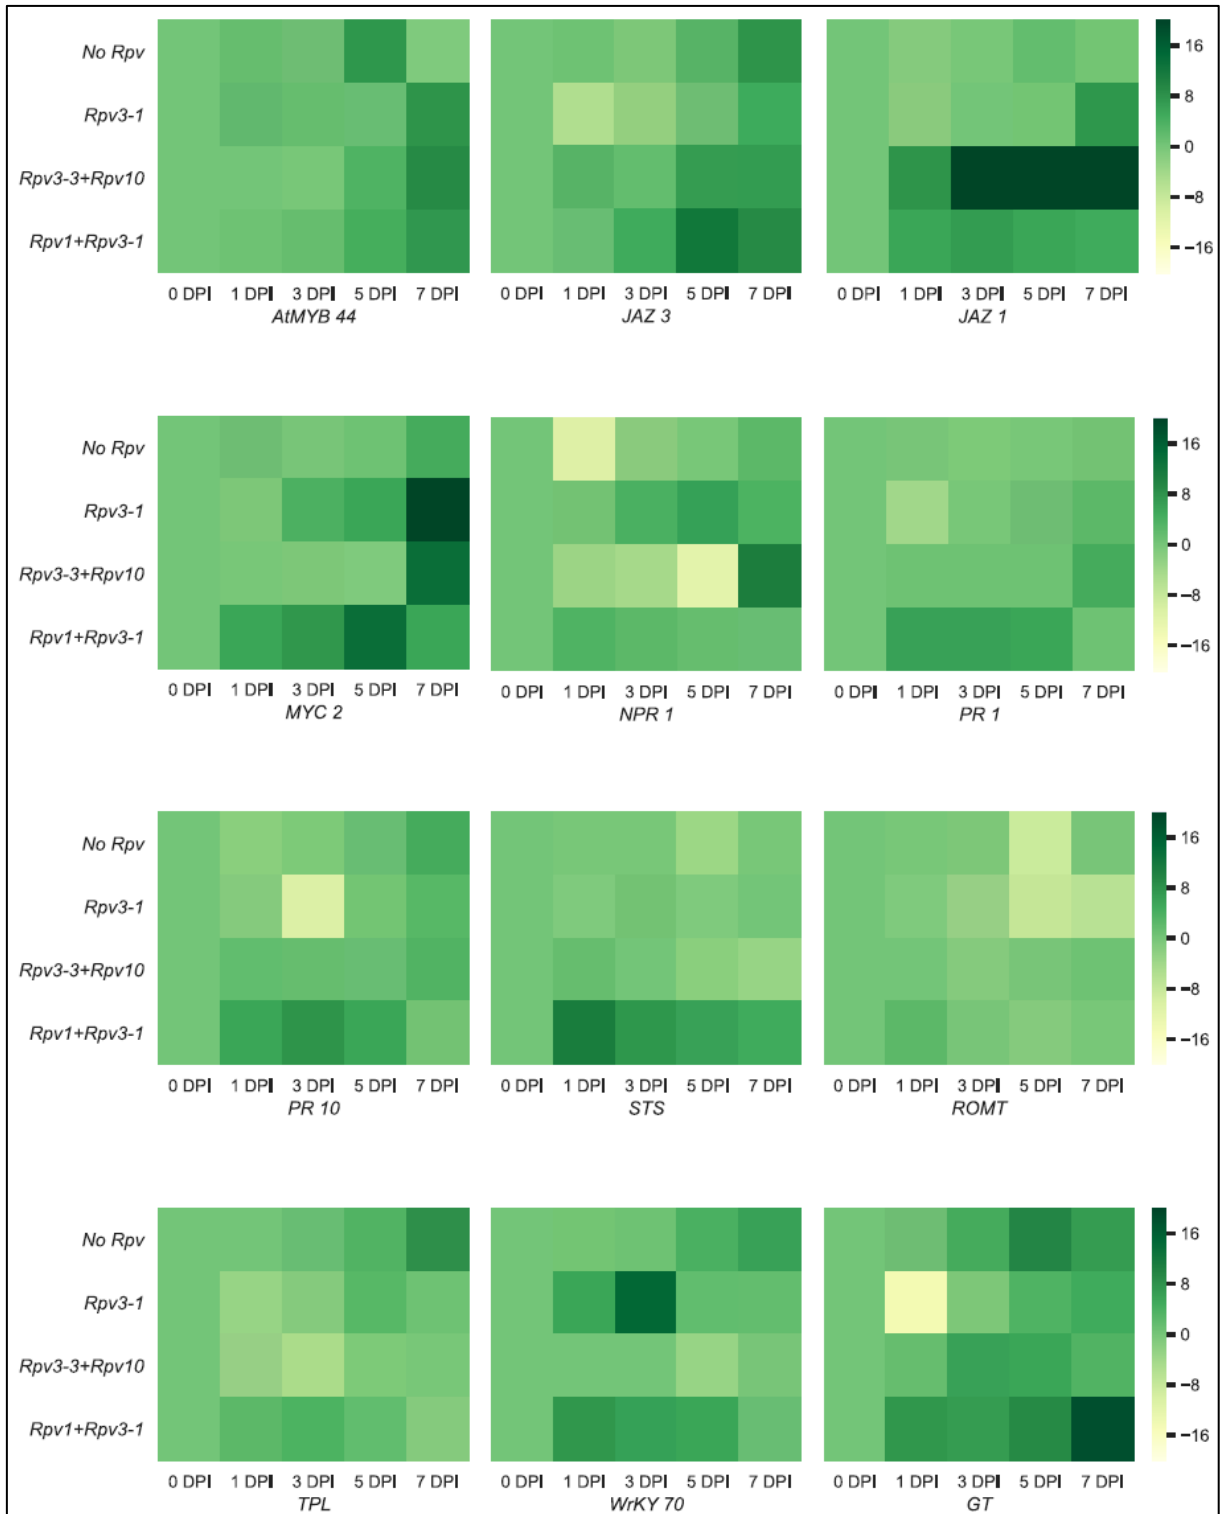 No Rpv
Rpv3-1
Rpv3-3+Rpv10
Rpv1+Rpv3-1
16
8
0
−8
−16
0 DPI 1 DPI 3 DPI 5 DPI 7 DPI 0 DPI 1 DPI 3 DPI 5 DPI 7 DPI 0 DPI 1 DPI 3 DPI 5 DPI 7 DPI
AtMYB 44 JAZ 3 JAZ 1
No Rpv
Rpv3-1
Rpv3-3+Rpv10
Rpv1+Rpv3-1
16
8
0
−8
−16
0 DPI 1 DPI 3 DPI 5 DPI 7 DPI 0 DPI 1 DPI 3 DPI 5 DPI 7 DPI 0 DPI 1 DPI 3 DPI 5 DPI 7 DPI
MYC 2 NPR 1 PR 1
No Rpv
Rpv3-1
Rpv3-3+Rpv10
Rpv1+Rpv3-1
16
8
0
−8
−16
0 DPI 1 DPI 3 DPI 5 DPI 7 DPI 0 DPI 1 DPI 3 DPI 5 DPI 7 DPI 0 DPI 1 DPI 3 DPI 5 DPI 7 DPI
PR 10 STS ROMT
No Rpv
Rpv3-1
Rpv3-3+Rpv10
Rpv1+Rpv3-1
16
8
0
−8
−16
0 DPI 1 DPI 3 DPI 5 DPI 7 DPI 0 DPI 1 DPI 3 DPI 5 DPI 7 DPI 0 DPI 1 DPI 3 DPI 5 DPI 7 DPI
TPL WrKY 70 GT